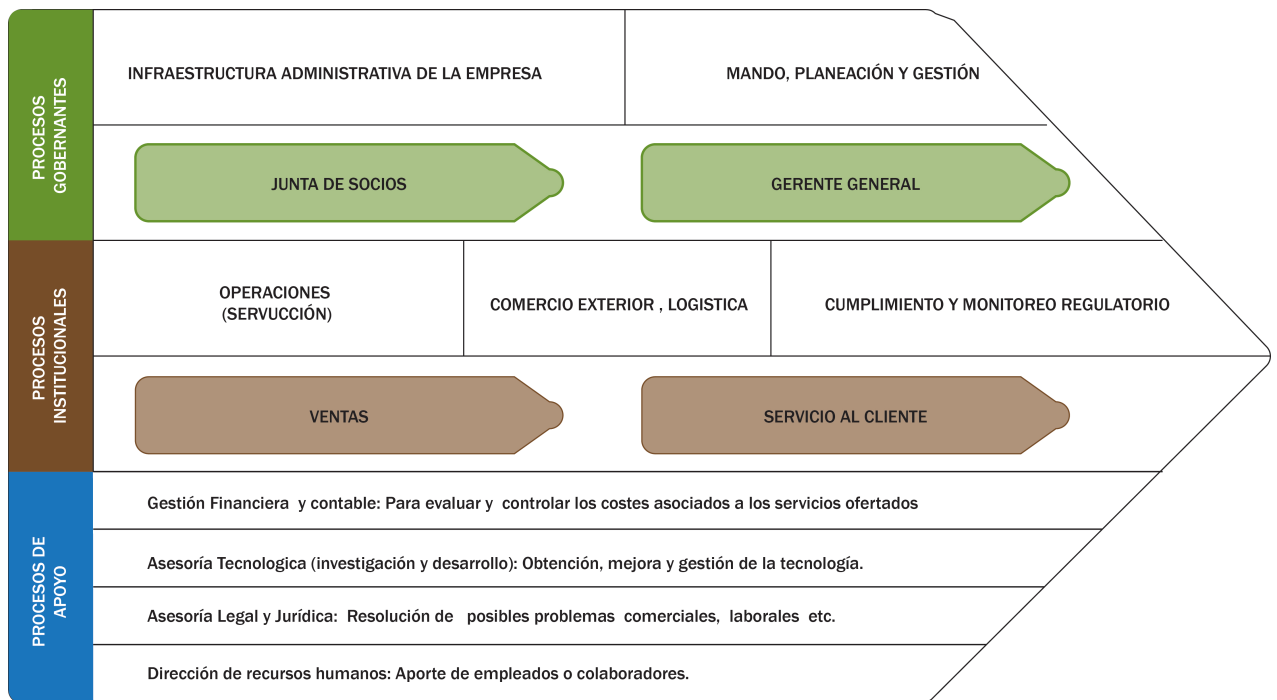 PROCESOS
GOBERNANTES
INFRAESTRUCTURA ADMINISTRATIVA DE LA EMPRESA
MANDO, PLANEACIÓN Y GESTIÓN
JUNTA DE SOCIOS
GERENTE GENERAL
PROCESOS
INSTITUCIONALES
OPERACIONES
(SERVUCCIÓN)
COMERCIO EXTERIOR , LOGISTICA
CUMPLIMIENTO Y MONITOREO REGULATORIO
VENTAS
SERVICIO AL CLIENTE
PROCESOS DE
APOYO
Gestión Financiera y contable: Para evaluar y controlar los costes asociados a los servicios ofertados
Asesoría Tecnologica (investigación y desarrollo): Obtención, mejora y gestión de la tecnología.
Asesoría Legal y Jurídica: Resolución de posibles problemas comerciales, laborales etc.
Dirección de recursos humanos: Aporte de empleados o colaboradores.